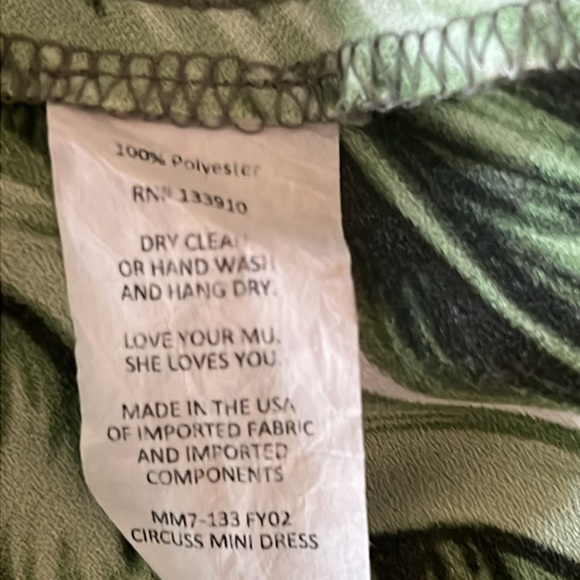 100% Polyester
RN# 133910
DRY CLEAN
OR HAND WASH
AND HANG DRY.
LOVE YOUR MU.
SHE LOVES YOU.
MADE IN THE USA
OF IMPORTED FABRIC
AND IMPORTED
COMPONENTS
MM7-133 FY02
CIRCUSS MINI DRESS